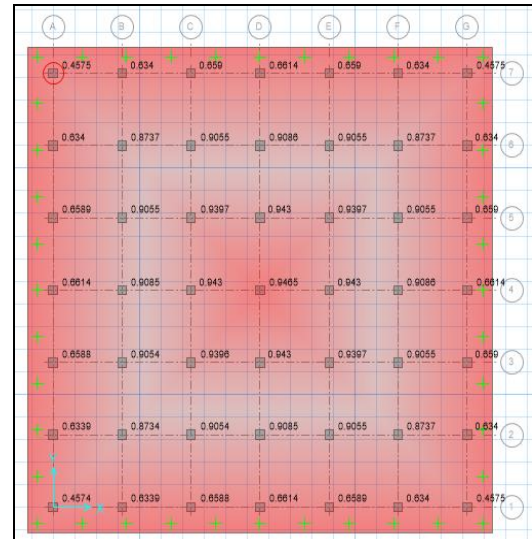 A B C D E F G
0.4575 0.634 0.659 0.6614 0.659 0.634 0.4575 7
0.634 0.8737 0.9055 0.9086 0.9055 0.8737 0.634 6
0.6589 0.9055 0.9397 0.943 0.9397 0.9055 0.659 5
0.6614 0.9085 0.943 0.9465 0.943 0.9086 0.6614 4
0.6588 0.9054 0.9396 0.943 0.9397 0.9055 0.659 3
0.6339 0.8734 0.9054 0.9085 0.9055 0.8737 0.634 2
Y
0.4574 0.6339 0.6588 0.6614 0.6589 0.634 0.4575 1
X